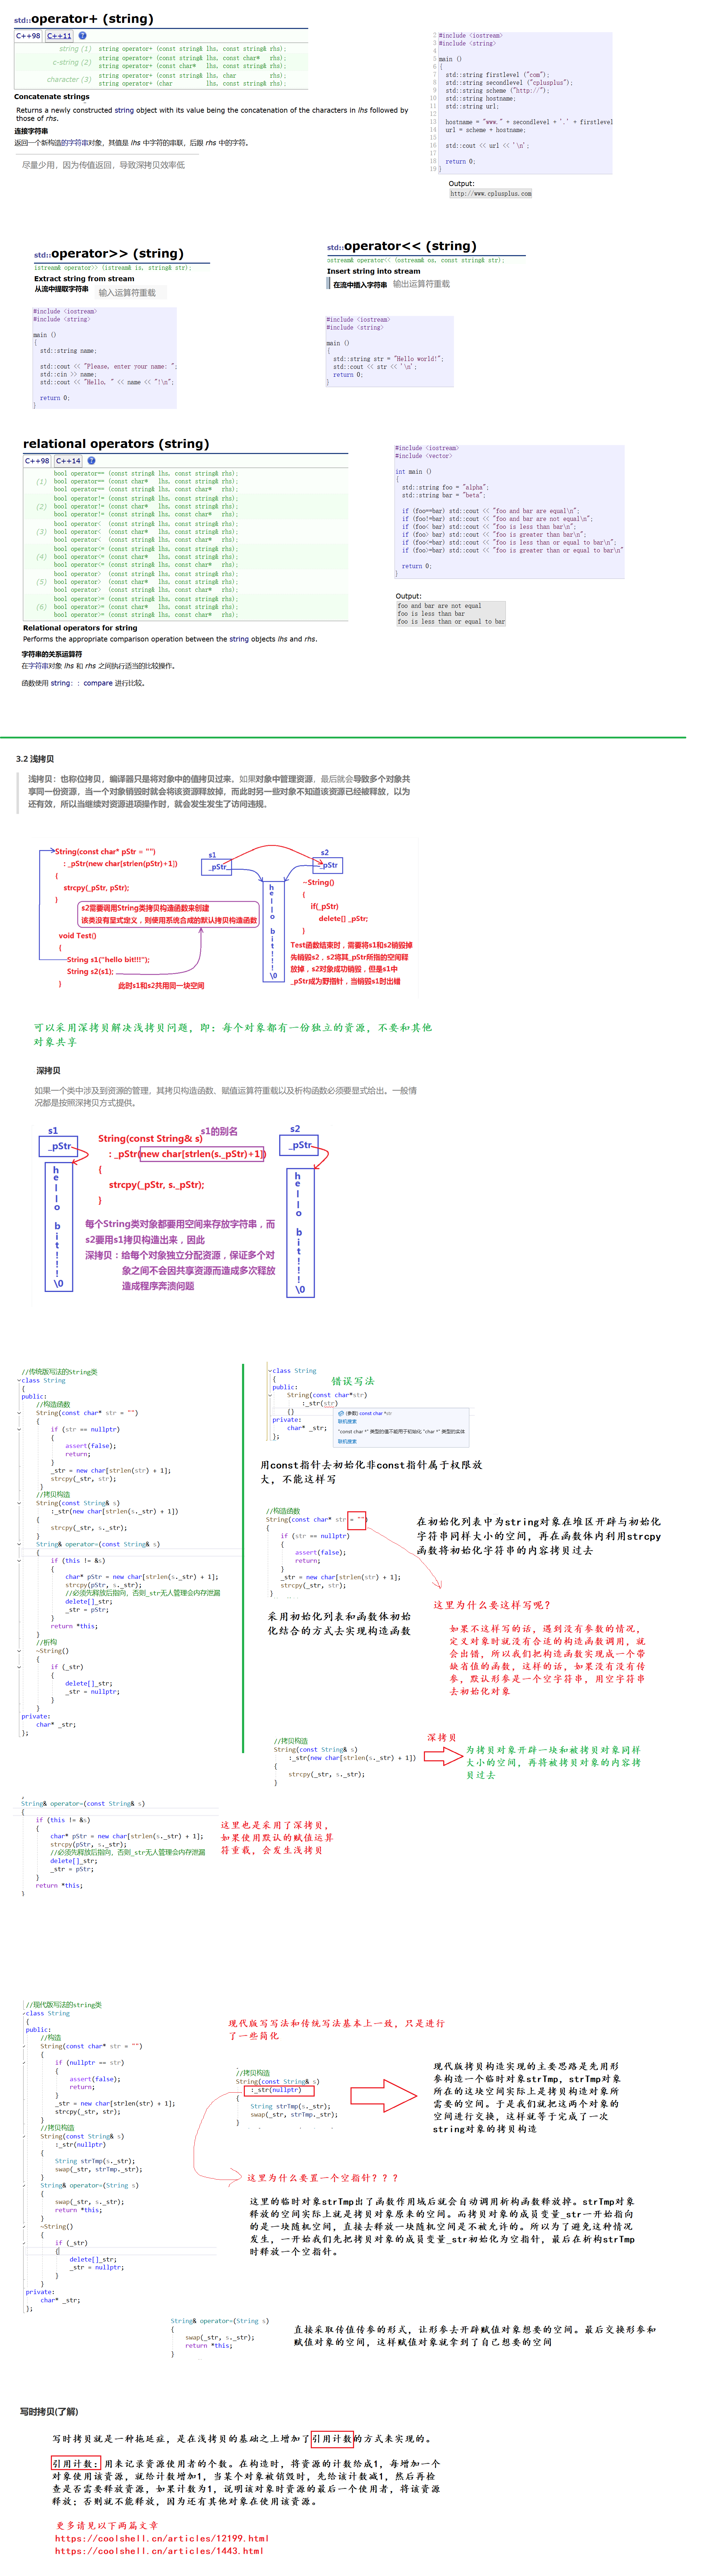 std::operator+ (string)
C++98 C++11 ?
string (1) string operator+ (const string& lhs, const string& rhs);
c-string (2) string operator+ (const string& lhs, const char* rhs);
string operator+ (const char* lhs, const string& rhs);
character (3) string operator+ (const string& lhs, char rhs);
string operator+ (char lhs, const string& rhs);
Concatenate strings
Returns a newly constructed string object with its value being the concatenation of the characters in lhs followed by
those of rhs.
连接字符串
返回一个新构造的字符串对象，其值是 lhs 中字符的串联，后跟 rhs 中的字符。
尽量少用，因为传值返回，导致深拷贝效率低
2 #include <iostream>
3 #include <string>
4
5 main ()
6 {
7 std::string firstlevel ("com");
8 std::string secondlevel ("cplusplus");
9 std::string scheme ("http://");
10 std::string hostname;
11 std::string url;
12
13 hostname = "www." + secondlevel + '.' + firstlevel
14 url = scheme + hostname;
15
16 std::cout << url << '\n';
17
18 return 0;
19 }
Output:
http://www.cplusplus.com
std::operator>> (string)
istream& operator>> (istream& is, string& str);
Extract string from stream
从流中提取字符串
输入运算符重载
#include <iostream>
#include <string>
main ()
{
std::string name;
std::cout << "Please, enter your name: ";
std::cin >> name;
std::cout << "Hello, " << name << "!\n";
return 0;
}
std::operator<< (string)
ostream& operator<< (ostream& os, const string& str);
Insert string into stream
在流中插入字符串
输出运算符重载
#include <iostream>
#include <string>
main ()
{
std::string str = "Hello world!";
std::cout << str << '\n';
return 0;
}
relational operators (string)
C++98 C++14 ?
(1) bool operator== (const string& lhs, const string& rhs);
bool operator== (const char* lhs, const string& rhs);
bool operator== (const string& lhs, const char* rhs);
(2) bool operator!= (const string& lhs, const string& rhs);
bool operator!= (const char* lhs, const string& rhs);
bool operator!= (const string& lhs, const char* rhs);
(3) bool operator< (const string& lhs, const string& rhs);
bool operator< (const char* lhs, const string& rhs);
bool operator< (const string& lhs, const char* rhs);
(4) bool operator<= (const string& lhs, const string& rhs);
bool operator<= (const char* lhs, const string& rhs);
bool operator<= (const string& lhs, const char* rhs);
(5) bool operator> (const string& lhs, const string& rhs);
bool operator> (const char* lhs, const string& rhs);
bool operator> (const string& lhs, const char* rhs);
(6) bool operator>= (const string& lhs, const string& rhs);
bool operator>= (const char* lhs, const string& rhs);
bool operator>= (const string& lhs, const char* rhs);
Relational operators for string
Performs the appropriate comparison operation between the string objects lhs and rhs.
字符串的关系运算符
在字符串对象 lhs 和 rhs 之间执行适当的比较操作。
函数使用 string：：compare 进行比较。
#include <iostream>
#include <vector>
int main ()
{
std::string foo = "alpha";
std::string bar = "beta";
if (foo==bar) std::cout << "foo and bar are equal\n";
if (foo!=bar) std::cout << "foo and bar are not equal\n";
if (foo< bar) std::cout << "foo is less than bar\n";
if (foo> bar) std::cout << "foo is greater than bar\n";
if (foo<=bar) std::cout << "foo is less than or equal to bar\n";
if (foo>=bar) std::cout << "foo is greater than or equal to bar\n"
return 0;
}
Output:
foo and bar are not equal
foo is less than bar
foo is less than or equal to bar
3.2 浅拷贝
浅拷贝：也称位拷贝，编译器只是将对象中的值拷贝过来。如果对象中管理资源，最后就会导致多个对象共
享同一份资源，当一个对象销毁时就会将该资源释放掉，而此时另一些对象不知道该资源已经被释放，以为
还有效，所以当继续对资源进项操作时，就会发生发生了访问违规。
String(const char* pStr = "")
: _pStr(new char[strlen(pStr)+1])
{
strcpy(_pStr, pStr);
}
s2需要调用String类拷贝构造函数来创建
该类没有显式定义，则使用系统合成的默认拷贝构造函数
void Test()
{
String s1("hello bit!!!");
String s2(s1);
}
此时s1和s2共用同一块空间
s1
_pStr
s2
_pStr
hello bit!!!\0
~String()
{
if(_pStr)
delete[] _pStr;
}
Test函数结束时，需要将s1和s2销毁掉
先销毁s2，s2将其_pStr所指的空间释
放掉，s2对象成功销毁，但是s1中
_pStr成为野指针，当销毁s1时出错
可以采用深拷贝解决浅拷贝问题，即：每个对象都有一份独立的资源，不要和其他
对象共享
深拷贝
如果一个类中涉及到资源的管理，其拷贝构造函数、赋值运算符重载以及析构函数必须要显式给出。一般情
况都是按照深拷贝方式提供。
s1
_pStr
hello bit!!!\0
s1的别名
String(const String& s)
: _pStr(new char[strlen(s._pStr)+1])
{
strcpy(_pStr, s._pStr);
}
s2
_pStr
hello bit!!!\0
每个String类对象都要用空间来存放字符串，而
s2要用s1拷贝构造出来，因此
深拷贝：给每个对象独立分配资源，保证多个对
象之间不会因共享资源而造成多次释放
造成程序奔溃问题
//传统版写法的String类
class String
{
public:
//构造函数
String(const char* str = "")
{
if (str == nullptr)
{
assert(false);
return;
}
_str = new char[strlen(str) + 1];
strcpy(_str, str);
}
//拷贝构造
String(const String& s)
:_str(new char[strlen(s._str) + 1])
{
strcpy(_str, s._str);
}
String& operator=(const String& s)
{
if (this != &s)
{
char* pStr = new char[strlen(s._str) + 1];
strcpy(pStr, s._str);
//必须先释放后指向，否则_str无人管理会内存泄漏
delete[]_str;
_str = pStr;
}
return *this;
}
//析构
~String()
{
if (_str)
{
delete[]_str;
_str = nullptr;
}
}
private:
char* _str;
};
class String
{
public:
String(const char*str)
:_str(str)
{}
private:
char* _str;
};
错误写法
(参数) const char *str
联机搜索
"const char *" 类型的值不能用于初始化 "char *" 类型的实体
联机搜索
用const指针去初始化非const指针属于权限放
大，不能这样写
//构造函数
String(const char* str = "")
{
if (str == nullptr)
{
assert(false);
return;
}
_str = new char[strlen(str) + 1];
strcpy(_str, str);
}
在初始化列表中为string对象在堆区开辟与初始化
字符串同样大小的空间，再在函数体内利用strcpy
函数将初始化字符串的内容拷贝过去
采用初始化列表和函数体初始
化结合的方式去实现构造函数
这里为什么要这样写呢？
如果不这样写的话，遇到没有参数的情况，
定义对象时就没有合适的构造函数调用，就
会出错，所以我们把构造函数实现成一个带
缺省值的函数，这样的话，如果没有没有传
参，默认形参是一个空字符串，用空字符串
去初始化对象
//拷贝构造
String(const String& s)
:_str(new char[strlen(s._str) + 1])
{
strcpy(_str, s._str);
}
深拷贝
为拷贝对象开辟一块和被拷贝对象同样
大小的空间，再将被拷贝对象的内容拷
贝过去
String& operator=(const String& s)
{
if (this != &s)
{
char* pStr = new char[strlen(s._str) + 1];
strcpy(pStr, s._str);
//必须先释放后指向，否则_str无人管理会内存泄漏
delete[]_str;
_str = pStr;
}
return *this;
}
这里也是采用了深拷贝，
如果使用默认的赋值运算
符重载，会发生浅拷贝
//现代版写法的string类
class String
{
public:
//构造
String(const char* str = "")
{
if (nullptr == str)
{
assert(false);
return;
}
_str = new char[strlen(str) + 1];
strcpy(_str, str);
}
//拷贝构造
String(const String& s)
:_str(nullptr)
{
String strTmp(s._str);
swap(_str, strTmp._str);
}
String& operator=(String s)
{
swap(_str, s._str);
return *this;
}
~String()
{
if (_str)
{
delete[]_str;
_str = nullptr;
}
}
private:
char* _str;
};
现代版写写法和传统写法基本上一致，只是进行
了一些简化
//拷贝构造
String(const String& s)
:_str(nullptr)
{
String strTmp(s._str);
swap(_str, strTmp._str);
}
现代版拷贝构造实现的主要思路是先用形
参构造一个临时对象strTmp，strTmp对象
所在的这块空间实际上是拷贝构造对象所
需要的空间。于是我们就把这两个对象的
空间进行交换，这样就等于完成了一次
string对象的拷贝构造
这里为什么要置一个空指针？？？
这里的临时对象strTmp出了函数作用域后就会自动调用析构函数释放掉。strTmp对象
释放的空间实际上就是拷贝对象原来的空间。而拷贝对象的成员变量_str一开始指向
的是一块随机空间，直接去释放一块随机空间是不被允许的。所以为了避免这种情况
发生，一开始我们先把拷贝对象的成员变量_str初始化为空指针，最后在析构strTmp
时释放一个空指针。
String& operator=(String s)
{
swap(_str, s._str);
return *this;
}
直接采取传值传参的形式，让形参去开辟赋值对象想要的空间。最后交换形参和
赋值对象的空间，这样赋值对象就拿到了自己想要的空间
写时拷贝(了解)
写时拷贝就是一种拖延症，是在浅拷贝的基础之上增加了引用计数的方式来实现的。
引用计数：用来记录资源使用者的个数。在构造时，将资源的计数给成1，每增加一个
对象使用该资源，就给计数增加1，当某个对象被销毁时，先给该计数减1，然后再检
查是否需要释放资源，如果计数为1，说明该对象时资源的最后一个使用者，将该资源
释放；否则就不能释放，因为还有其他对象在使用该资源。
更多请见以下两篇文章
https://coolshell.cn/articles/12199.html
https://coolshell.cn/articles/1443.html